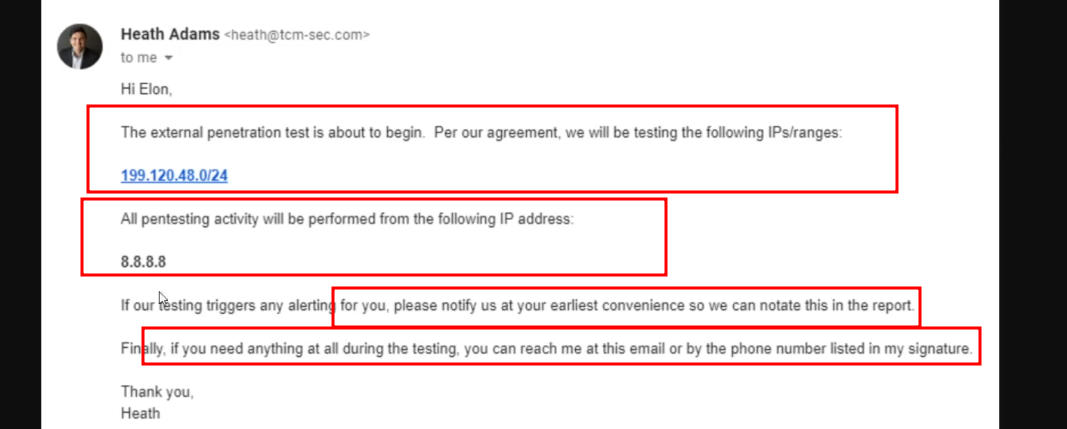 Heath Adams <heath@tcm-sec.com>
to me
Hi Elon,
The external penetration test is about to begin.  Per our agreement, we will be testing the following IPs/ranges:
199.120.48.0/24
All pentesting activity will be performed from the following IP address:
8.8.8.8
If our testing triggers any alerting for you, please notify us at your earliest convenience so we can notate this in the report.
Finally, if you need anything at all during the testing, you can reach me at this email or by the phone number listed in my signature.
Thank you,
Heath